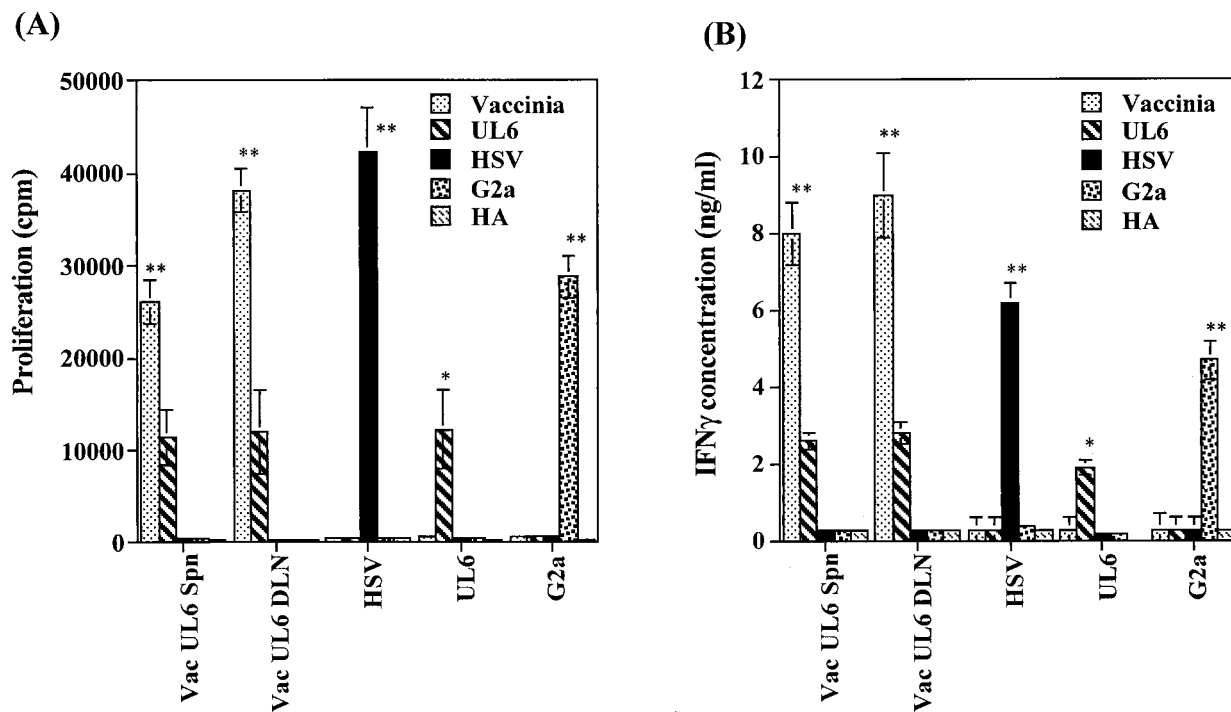 (A)
50000
40000
30000
20000
10000
0
Proliferation (cpm)
Vaccinia
UL6
HSV
G2a
HA
**
**
**
*
**
Vac UL6 Spn
Vac UL6 DLN
HSV
UL6
G2a
(B)
12
10
8
6
4
2
0
IFNγ concentration (ng/ml)
Vaccinia
UL6
HSV
G2a
HA
**
**
**
*
**
Vac UL6 Spn
Vac UL6 DLN
HSV
UL6
G2a